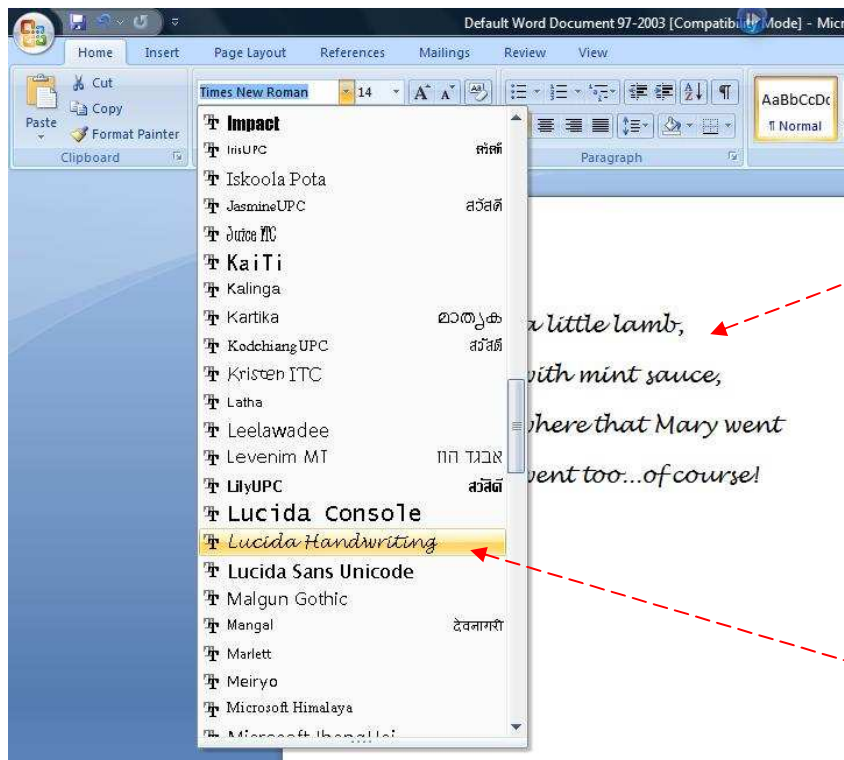 Default Word Document 97-2003 [Compatibility Mode] - Micr
Home Insert Page Layout References Mailings Review View
Cut
Copy
Format Painter
Paste
Clipboard
Times New Roman 14
Paragraph
AaBbCcDc
¶ Normal
Impact
IrisUPC สวัสดี
Iskoola Pota
JasmineUPC สวัสดี
Juice ITC
KaiTi
Kalinga
Kartika മാതൃക
KodchiangUPC สวัสดี
Kristen ITC
Latha
Leelawadee
Levenim MT אבגד הוז
LilyUPC สวัสดี
Lucida Console
Lucida Handwriting
Lucida Sans Unicode
Malgun Gothic
Mangal देवनागरी
Marlett
Meiryo
Microsoft Himalaya
Microsoft JhengHei
a little lamb,
with mint sauce,
where that Mary went
went too...of course!